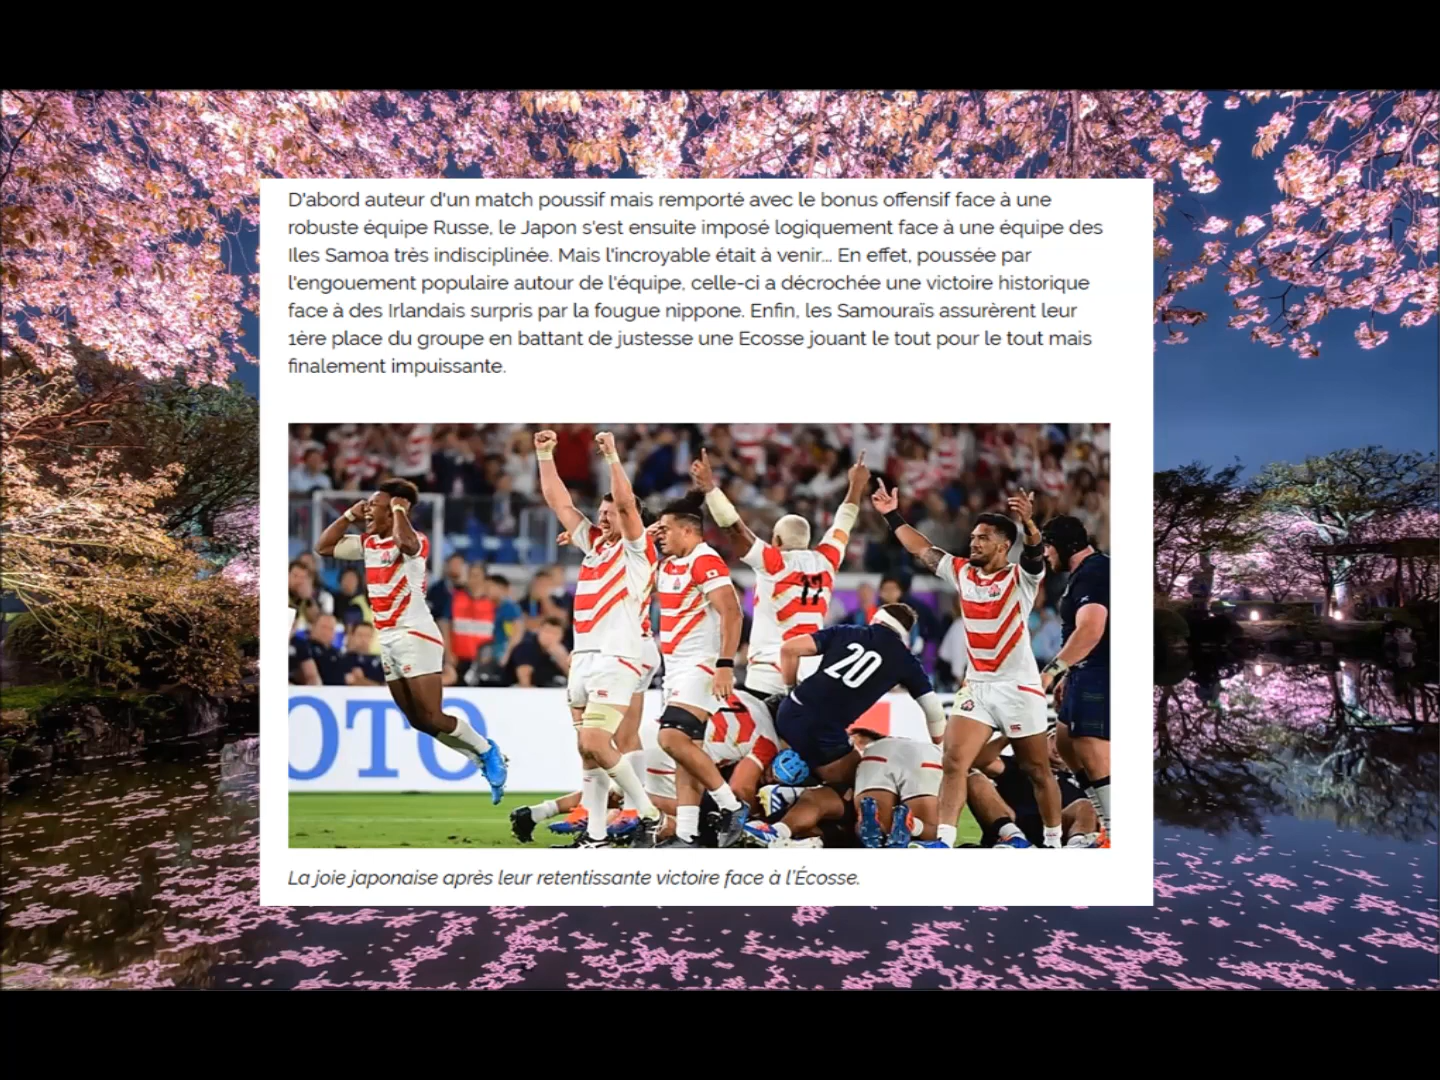 D'abord auteur d'un match poussif mais remporté avec le bonus offensif face à une
robuste équipe Russe, le Japon s'est ensuite imposé logiquement face à une équipe des
Iles Samoa très indisciplinée. Mais l'incroyable était à venir... En effet, poussée par
l'engouement populaire autour de l'équipe, celle-ci a décrochée une victoire historique
face à des Irlandais surpris par la fougue nippone. Enfin, les Samouraïs assurèrent leur
1ère place du groupe en battant de justesse une Ecosse jouant le tout pour le tout mais
finalement impuissante.
17
20
OTO
La joie japonaise après leur retentissante victoire face à l'Écosse.